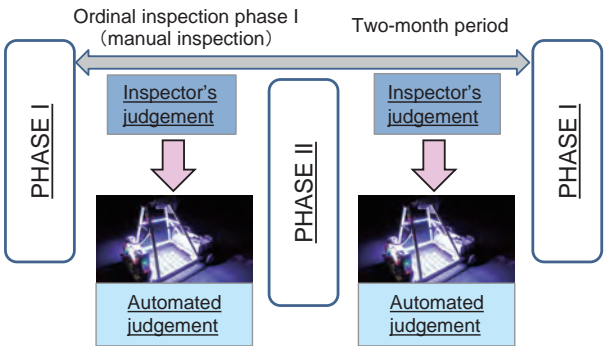 Ordinal inspection phase I
（manual inspection）
Two-month period
PHASE I
Inspector's
judgement
Automated
judgement
PHASE II
Inspector's
judgement
Automated
judgement
PHASE I